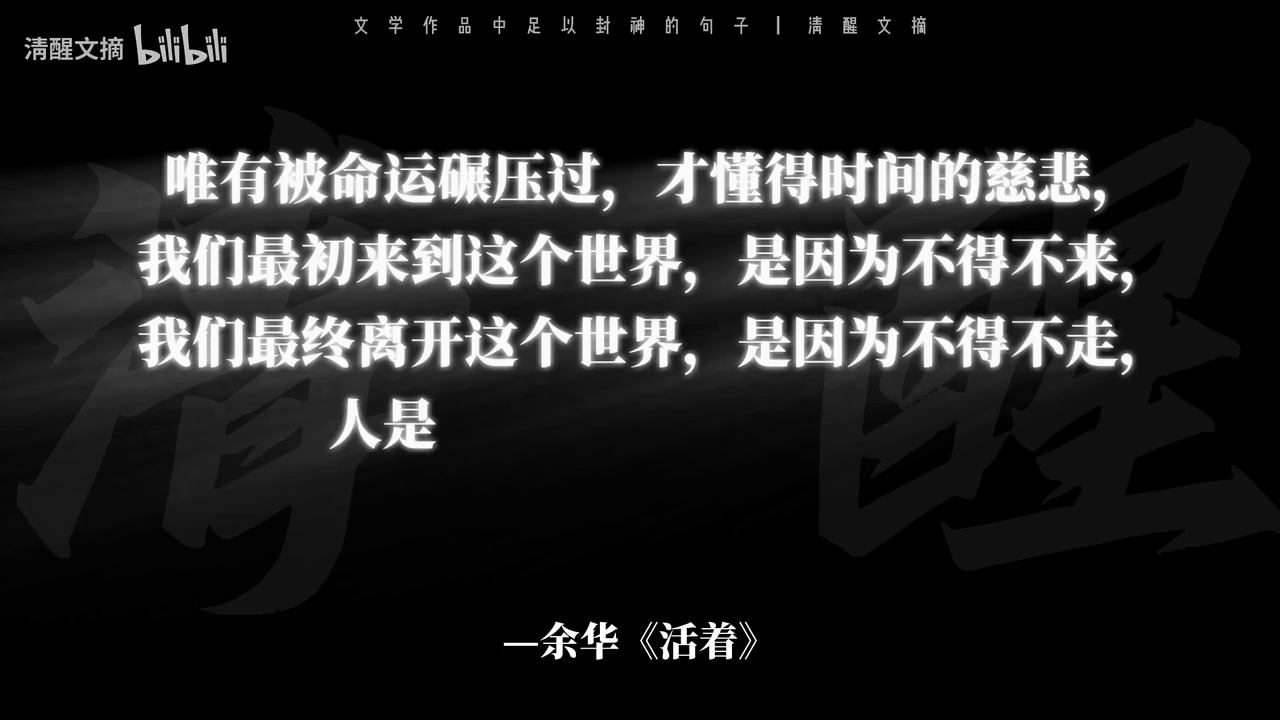 文学作品中足以封神的句子 | 清醒文摘
清醒文摘 bilibili
清醒
唯有被命运碾压过，才懂得时间的慈悲，
我们最初来到这个世界，是因为不得不来，
我们最终离开这个世界，是因为不得不走，
人是
—余华《活着》